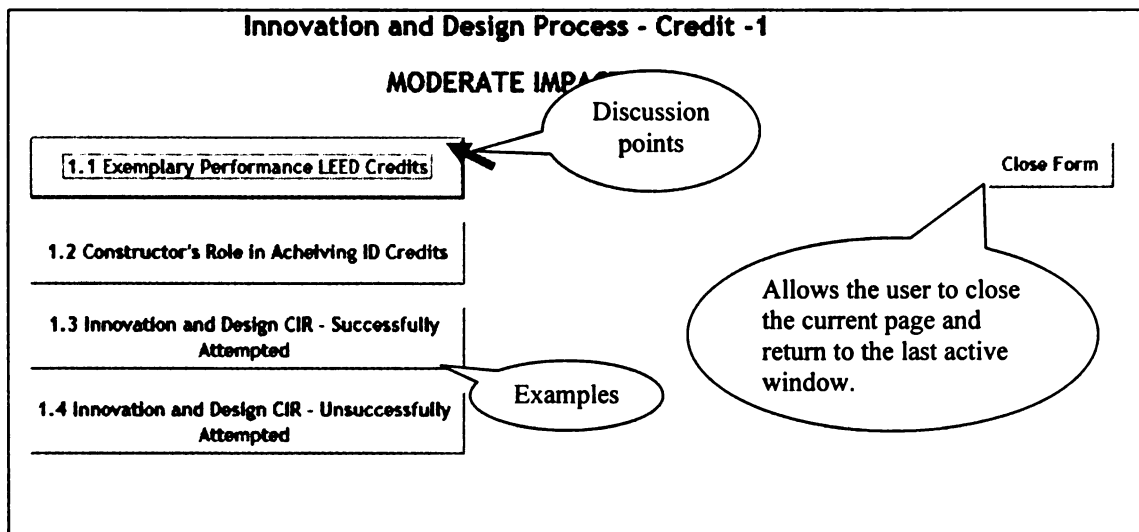 Innovation and Design Process - Credit -1
MODERATE IMPAC
Discussion
points
1.1 Exemplary Performance LEED Credits
Close Form
1.2 Constructor's Role in Acheiving ID Credits
Allows the user to close
the current page and
return to the last active
window.
1.3 Innovation and Design CIR - Successfully
Attempted
Examples
1.4 Innovation and Design CIR - Unsuccessfully
Attempted